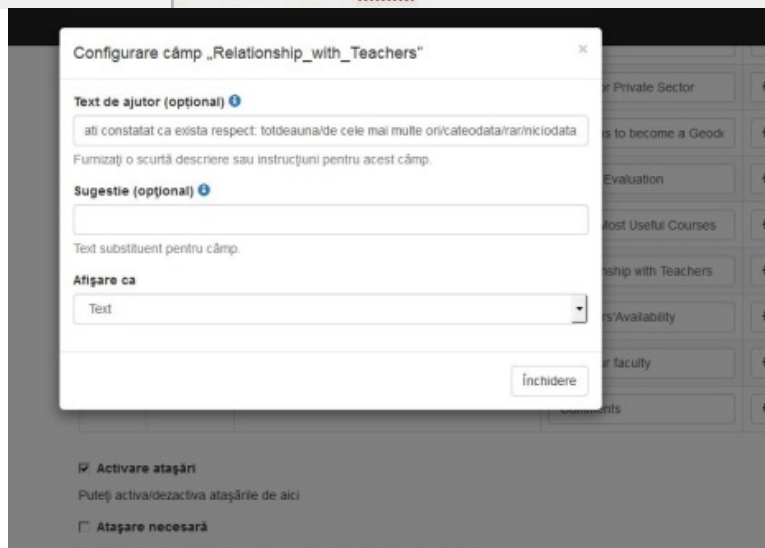 Configurare câmp „Relationship_with_Teachers”
×
Text de ajutor (opțional)
ati constatat ca exista respect: totdeauna/de cele mai multe ori/cateodata/rar/niciodata
Furnizați o scurtă descriere sau instrucțiuni pentru acest câmp.
Sugestie (opțional)
Text substituent pentru câmp.
Afișare ca
Text
Închidere
or Private Sector
s to become a Geod
Evaluation
Most Useful Courses
nship with Teachers
rs'Availability
r faculty
Comments
Activare atașări
Puteți activa/dezactiva atașările de aici
Atașare necesară